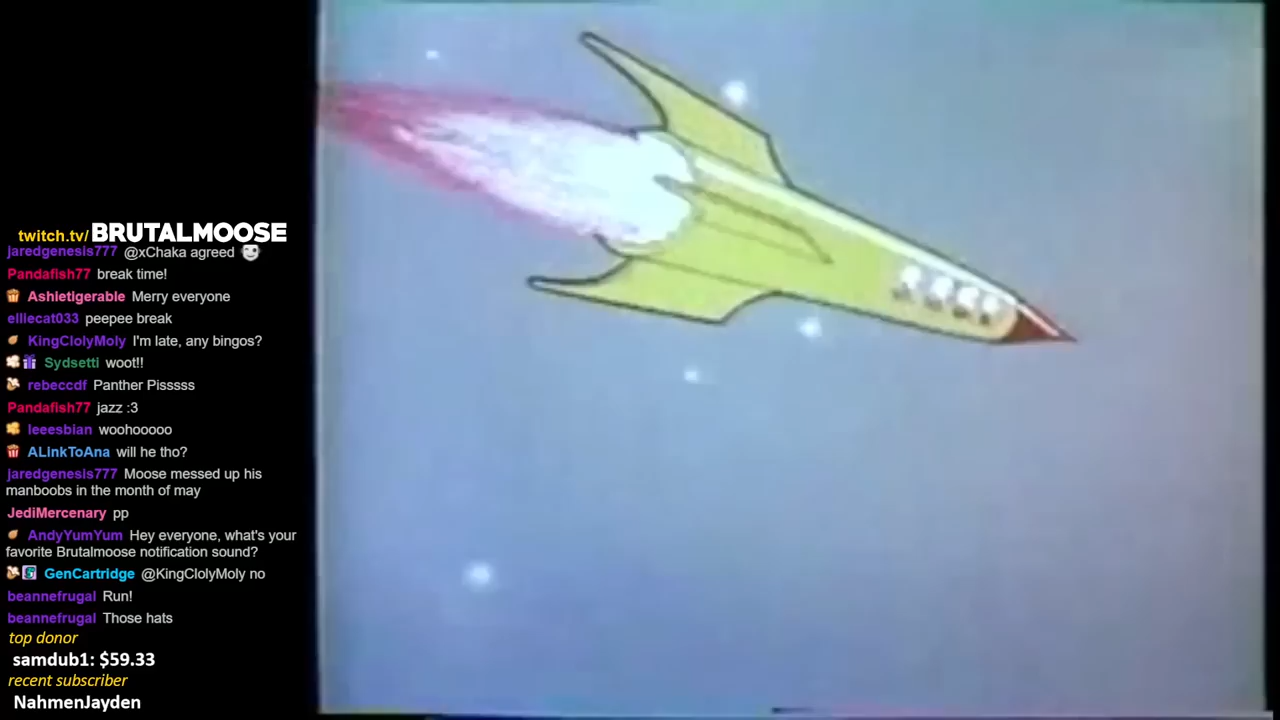 twitch.tv/BRUTALMOOSE
jaredgenesis777 @xChaka agreed
Pandafish77 break time!
Ashietigerable Merry everyone
elliecat033 peepee break
KingClolyMoly I'm late, any bingos?
Sydsetti woot!!
rebeccdf Panther Pisssss
Pandafish77 jazz :3
leeesbian woohooooo
ALinkToAna will he tho?
jaredgenesis777 Moose messed up his
manboobs in the month of may
JediMercenary pp
AndyYumYum Hey everyone, what's your
favorite Brutalmoose notification sound?
GenCartridge @KingClolyMoly no
beannefrugal Run!
beannefrugal Those hats
top donor
samdub1: $59.33
recent subscriber
NahmenJayden